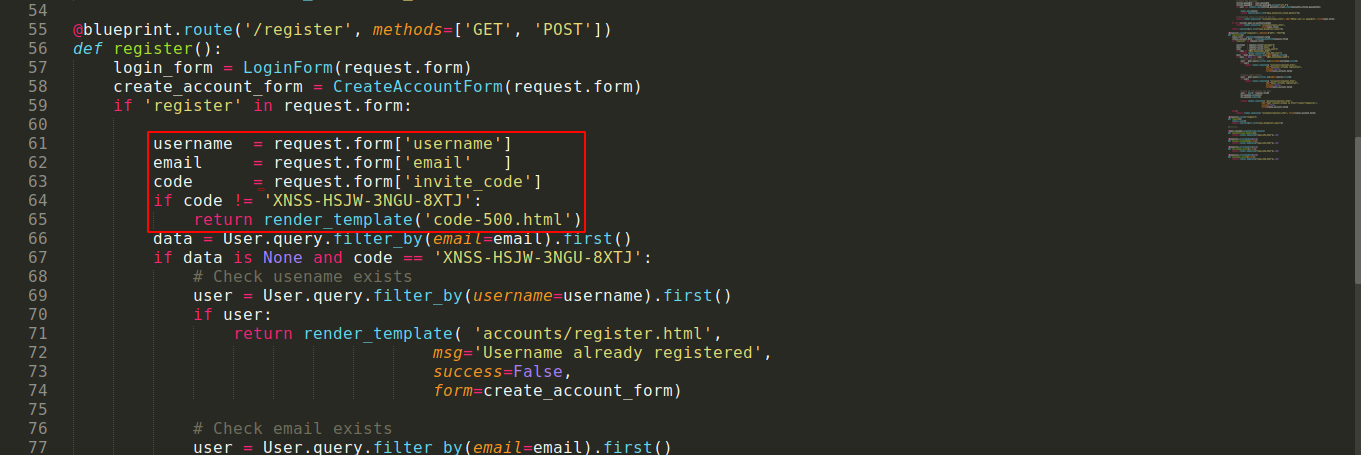 54
55 @blueprint.route('/register', methods=['GET', 'POST'])
56 def register():
57     login_form = LoginForm(request.form)
58     create_account_form = CreateAccountForm(request.form)
59     if 'register' in request.form:
60
61         username  = request.form['username']
62         email     = request.form['email'   ]
63         code      = request.form['invite_code']
64         if code != 'XNSS-HSJW-3NGU-8XTJ':
65             return render_template('code-500.html')
66         data = User.query.filter_by(email=email).first()
67         if data is None and code == 'XNSS-HSJW-3NGU-8XTJ':
68             # Check usename exists
69             user = User.query.filter_by(username=username).first()
70             if user:
71                 return render_template( 'accounts/register.html',
72                                     msg='Username already registered',
73                                     success=False,
74                                     form=create_account_form)
75
76             # Check email exists
77             user = User.query.filter_by(email=email).first()